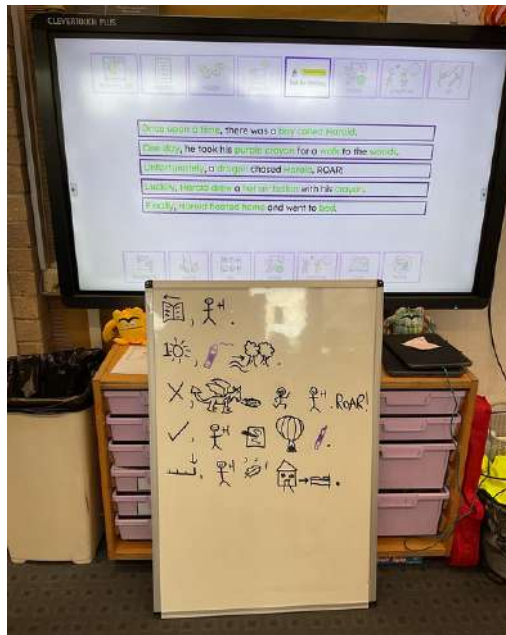 CLEVERTOUCH PLUS
Once upon a time, there was a boy called Harold.
One day, he took his purple crayon for a walk to the woods.
Unfortunately, a dragon chased Harold. ROAR!
Luckily, Harold drew a hot air balloon with his crayon.
Finally, Harold floated home and went to bed.
H.
1
H. ROAR!
H
H